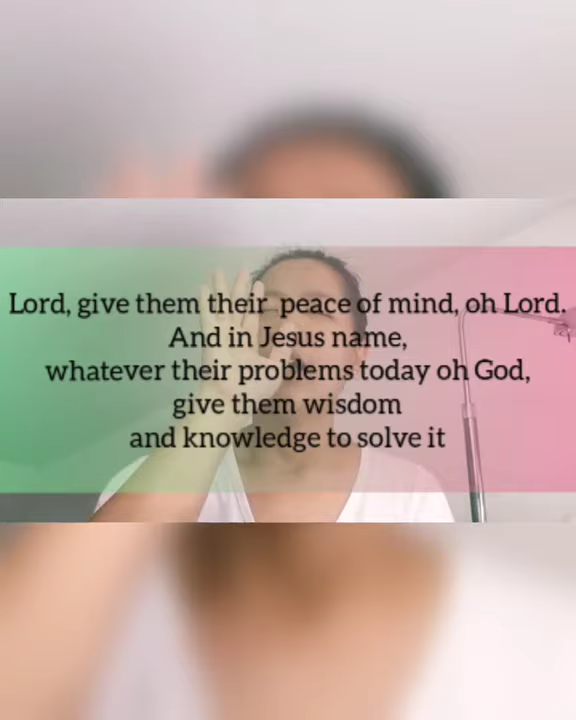 Lord, give them their peace of mind, oh Lord.
And in Jesus name,
whatever their problems today oh God,
give them wisdom
and knowledge to solve it